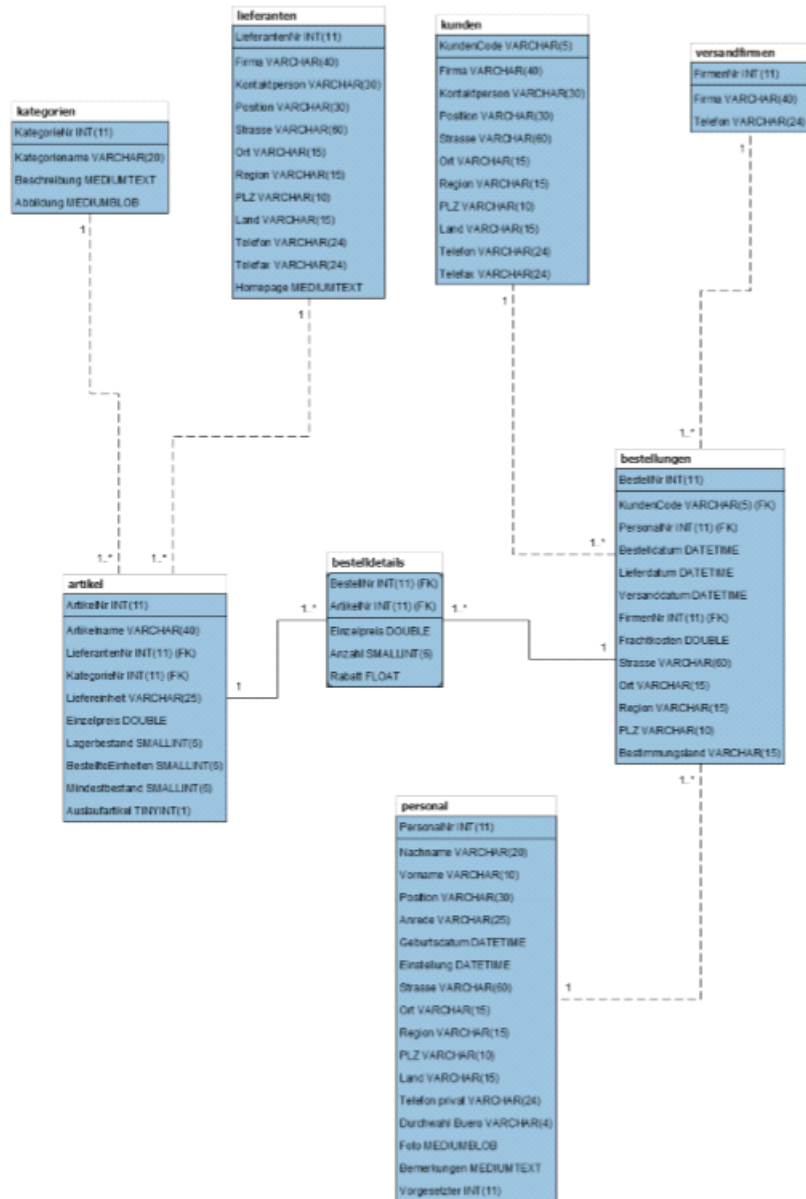 kategorien
KategorieNr INT(11)
Kategoriename VARCHAR(20)
Beschreibung MEDIUMTEXT
Abbildung MEDIUMBLOB
1
lieferanten
LieferantenNr INT(11)
Firma VARCHAR(40)
Kontaktperson VARCHAR(30)
Position VARCHAR(30)
Strasse VARCHAR(60)
Ort VARCHAR(15)
Region VARCHAR(15)
PLZ VARCHAR(10)
Land VARCHAR(15)
Telefon VARCHAR(24)
Telefax VARCHAR(24)
Homepage MEDIUMTEXT
1
kunden
KundenCode VARCHAR(5)
Firma VARCHAR(40)
Kontaktperson VARCHAR(30)
Position VARCHAR(30)
Strasse VARCHAR(60)
Ort VARCHAR(15)
Region VARCHAR(15)
PLZ VARCHAR(10)
Land VARCHAR(15)
Telefon VARCHAR(24)
Telefax VARCHAR(24)
1
versandfirmen
FirmenNr INT(11)
Firma VARCHAR(40)
Telefon VARCHAR(24)
1
1..*
1..*
artikel
ArtikelNr INT(11)
Artikelname VARCHAR(40)
LieferantenNr INT(11) (FK)
KategorieNr INT(11) (FK)
Liefereinheit VARCHAR(25)
Einzelpreis DOUBLE
Lagerbestand SMALLINT(6)
BestellteEinheiten SMALLINT(6)
Mindestbestand SMALLINT(6)
Auslaufartikel TINYINT(1)
1
1..*
bestelldetails
BestellNr INT(11) (FK)
ArtikelNr INT(11) (FK)
Einzelpreis DOUBLE
Anzahl SMALLINT(6)
Rabatt FLOAT
1..*
1
1..*
1..*
bestellungen
BestellNr INT(11)
KundenCode VARCHAR(5) (FK)
PersonalNr INT(11) (FK)
Bestelldatum DATETIME
Lieferdatum DATETIME
Versanddatum DATETIME
FirmenNr INT(11) (FK)
Frachtkosten DOUBLE
Strasse VARCHAR(60)
Ort VARCHAR(15)
Region VARCHAR(15)
PLZ VARCHAR(10)
Bestimmungsland VARCHAR(15)
1..*
personal
PersonalNr INT(11)
Nachname VARCHAR(20)
Vorname VARCHAR(10)
Position VARCHAR(30)
Anrede VARCHAR(25)
Geburtsdatum DATETIME
Einstellung DATETIME
Strasse VARCHAR(60)
Ort VARCHAR(15)
Region VARCHAR(15)
PLZ VARCHAR(10)
Land VARCHAR(15)
Telefon privat VARCHAR(24)
Durchwahl Buero VARCHAR(4)
Foto MEDIUMBLOB
Bemerkungen MEDIUMTEXT
Vorgesetzter INT(11)
1